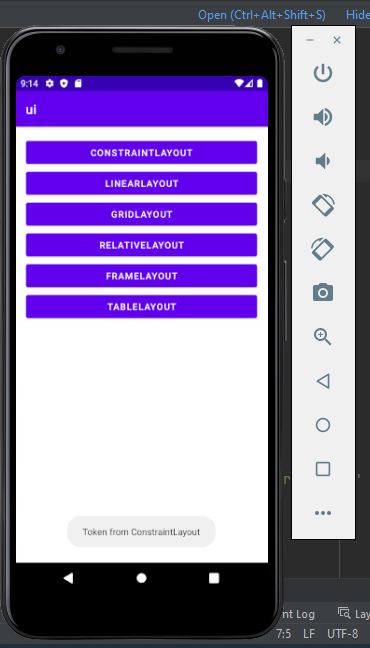 Open (Ctrl+Alt+Shift+S) Hide
9:14
ui
CONSTRAINTLAYOUT
LINEARLAYOUT
GRIDLAYOUT
RELATIVELAYOUT
FRAMELAYOUT
TABLELAYOUT
Token from ConstraintLayout
nt Log Lay
7:5 LF UTF-8